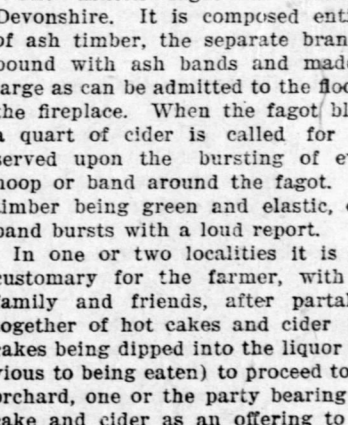 Devonshire. It is composed enti
of ash timber, the separate bran
bound with ash bands and made
large as can be admitted to the floo
the fireplace. When the fagot bl
a quart of cider is called for
served upon the bursting of e
hoop or band around the fagot.
timber being green and elastic,
band bursts with a loud report.
In one or two localities it is
customary for the farmer, with
family and friends, after partal
together of hot cakes and cider
cakes being dipped into the liquor
vious to being eaten) to proceed to
orchard, one or the party bearing
cake and cider as an offering to